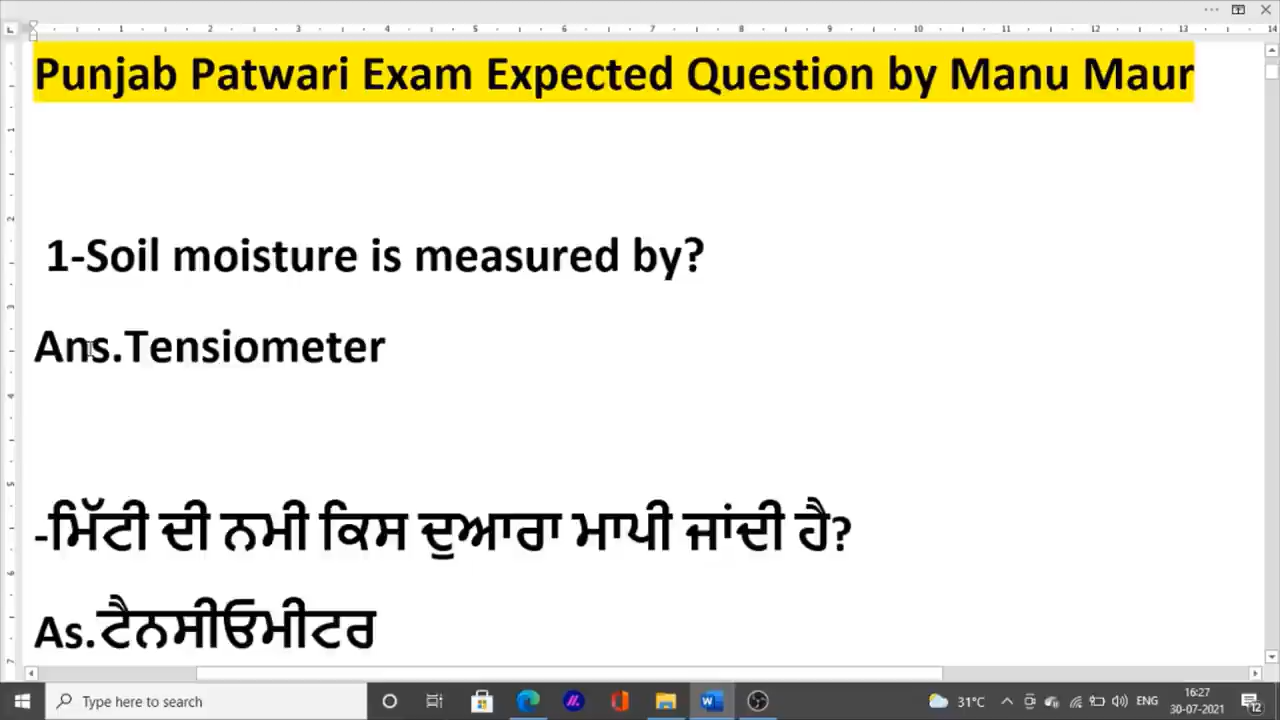 Punjab Patwari Exam Expected Question by Manu Maur
1-Soil moisture is measured by?
Ans.Tensiometer
-ਮਿੱਟੀ ਦੀ ਨਮੀ ਕਿਸ ਦੁਆਰਾ ਮਾਪੀ ਜਾਂਦੀ ਹੈ?
As.ਟੈਨਸੀਓਮੀਟਰ
Type here to search
31°C
ENG
16:27
30-07-2021
12